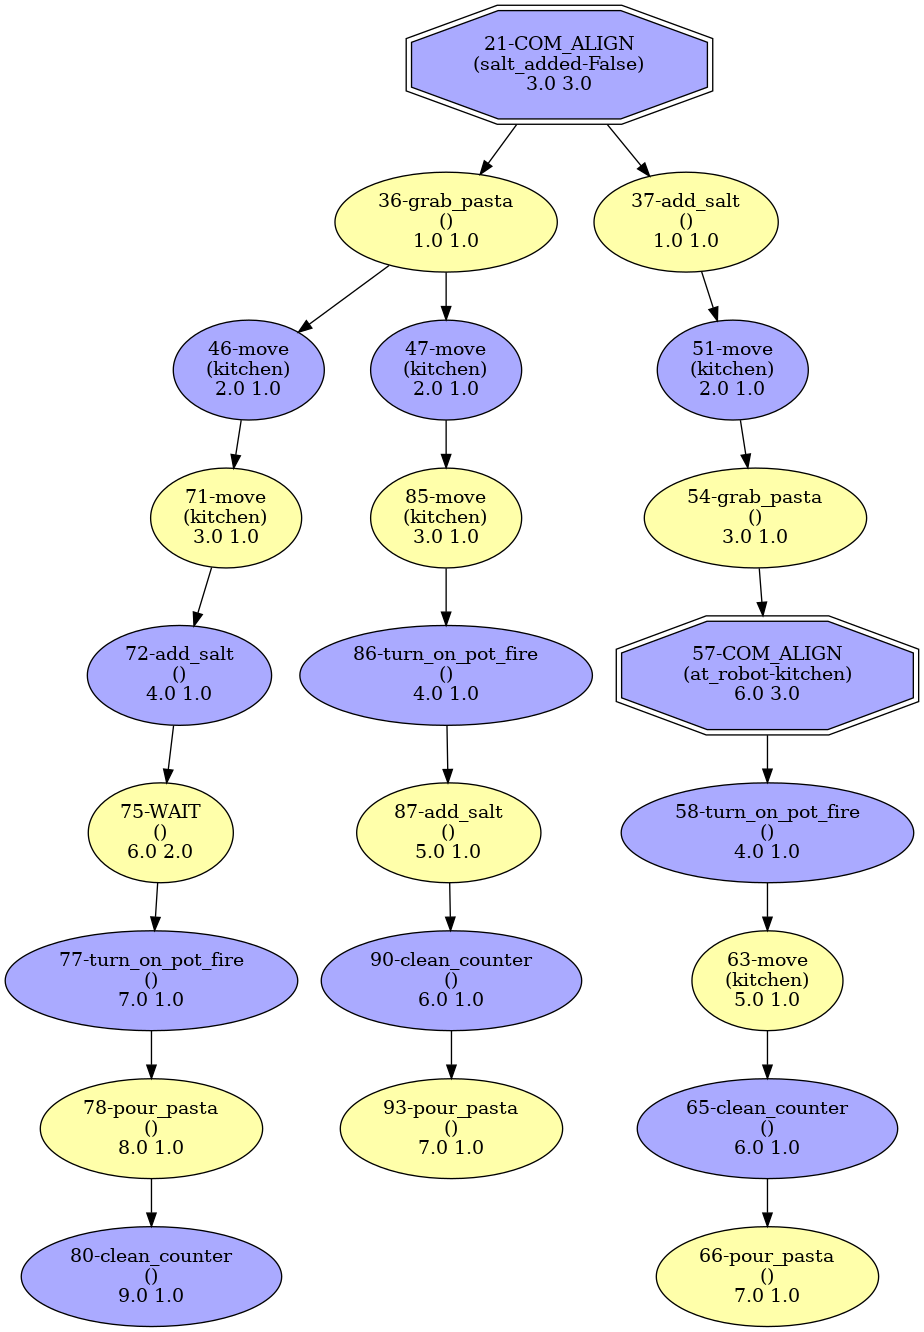 21-COM_ALIGN
(salt_added-False)
3.0 3.0
36-grab_pasta
()
1.0 1.0
37-add_salt
()
1.0 1.0
46-move
(kitchen)
2.0 1.0
47-move
(kitchen)
2.0 1.0
51-move
(kitchen)
2.0 1.0
71-move
(kitchen)
3.0 1.0
85-move
(kitchen)
3.0 1.0
54-grab_pasta
()
3.0 1.0
72-add_salt
()
4.0 1.0
86-turn_on_pot_fire
()
4.0 1.0
57-COM_ALIGN
(at_robot-kitchen)
6.0 3.0
75-WAIT
()
6.0 2.0
87-add_salt
()
5.0 1.0
58-turn_on_pot_fire
()
4.0 1.0
77-turn_on_pot_fire
()
7.0 1.0
90-clean_counter
()
6.0 1.0
63-move
(kitchen)
5.0 1.0
78-pour_pasta
()
8.0 1.0
93-pour_pasta
()
7.0 1.0
65-clean_counter
()
6.0 1.0
80-clean_counter
()
9.0 1.0
66-pour_pasta
()
7.0 1.0